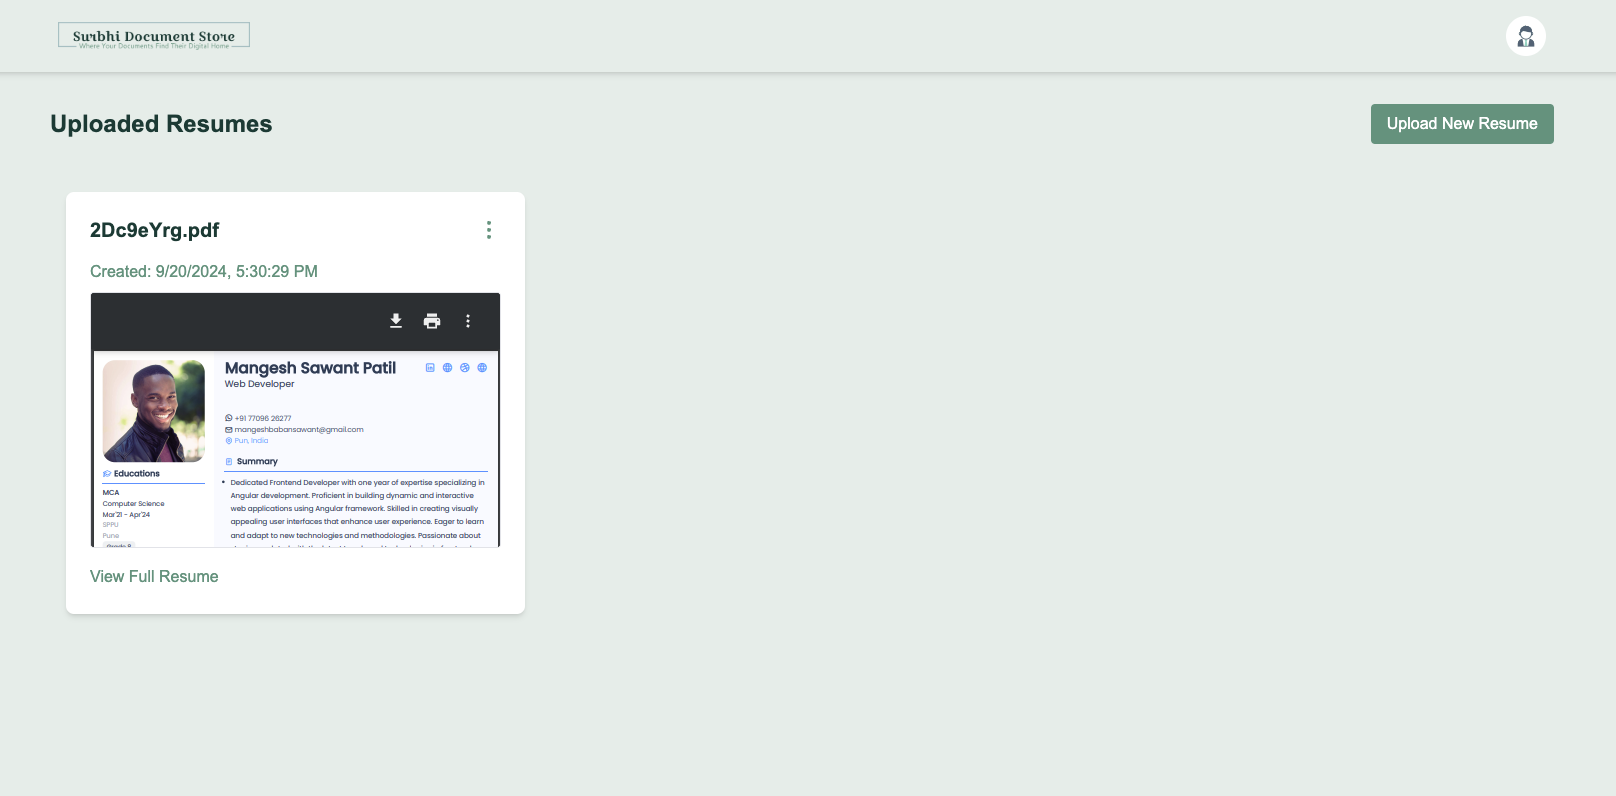 Surbhi Document Store
Where Your Documents Find Their Digital Home
Uploaded Resumes
Upload New Resume
2Dc9eYrg.pdf
Created: 9/20/2024, 5:30:29 PM
Mangesh Sawant Patil
Web Developer
+91 77096 26277
mangeshbabansawant@gmail.com
Pun, India
Summary
Dedicated Frontend Developer with one year of expertise specializing in
Angular development. Proficient in building dynamic and interactive
web applications using Angular framework. Skilled in creating visually
appealing user interfaces that enhance user experience. Eager to learn
and adapt to new technologies and methodologies. Passionate about
Educations
MCA
Computer Science
Mar'21 - Apr'24
SPPU
Pune
View Full Resume